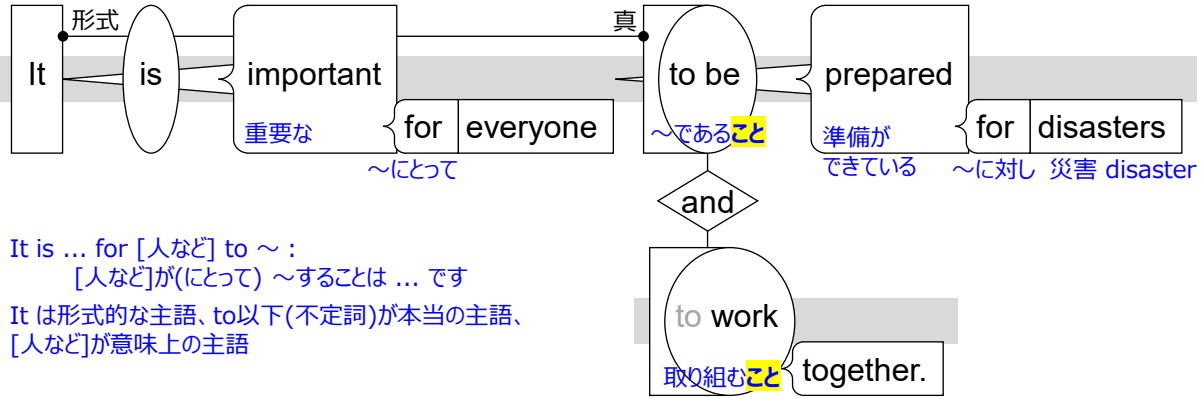 形式 真
It is important for everyone to be prepared for disasters
重要な ～にとって ～であること 準備が
できている ～に対し 災害 disaster
and
to work together.
取り組むこと
It is ... for [人など] to ～ :
[人など]が(にとって) ～することは ... です
It は形式的な主語、to以下(不定詞)が本当の主語、
[人など]が意味上の主語